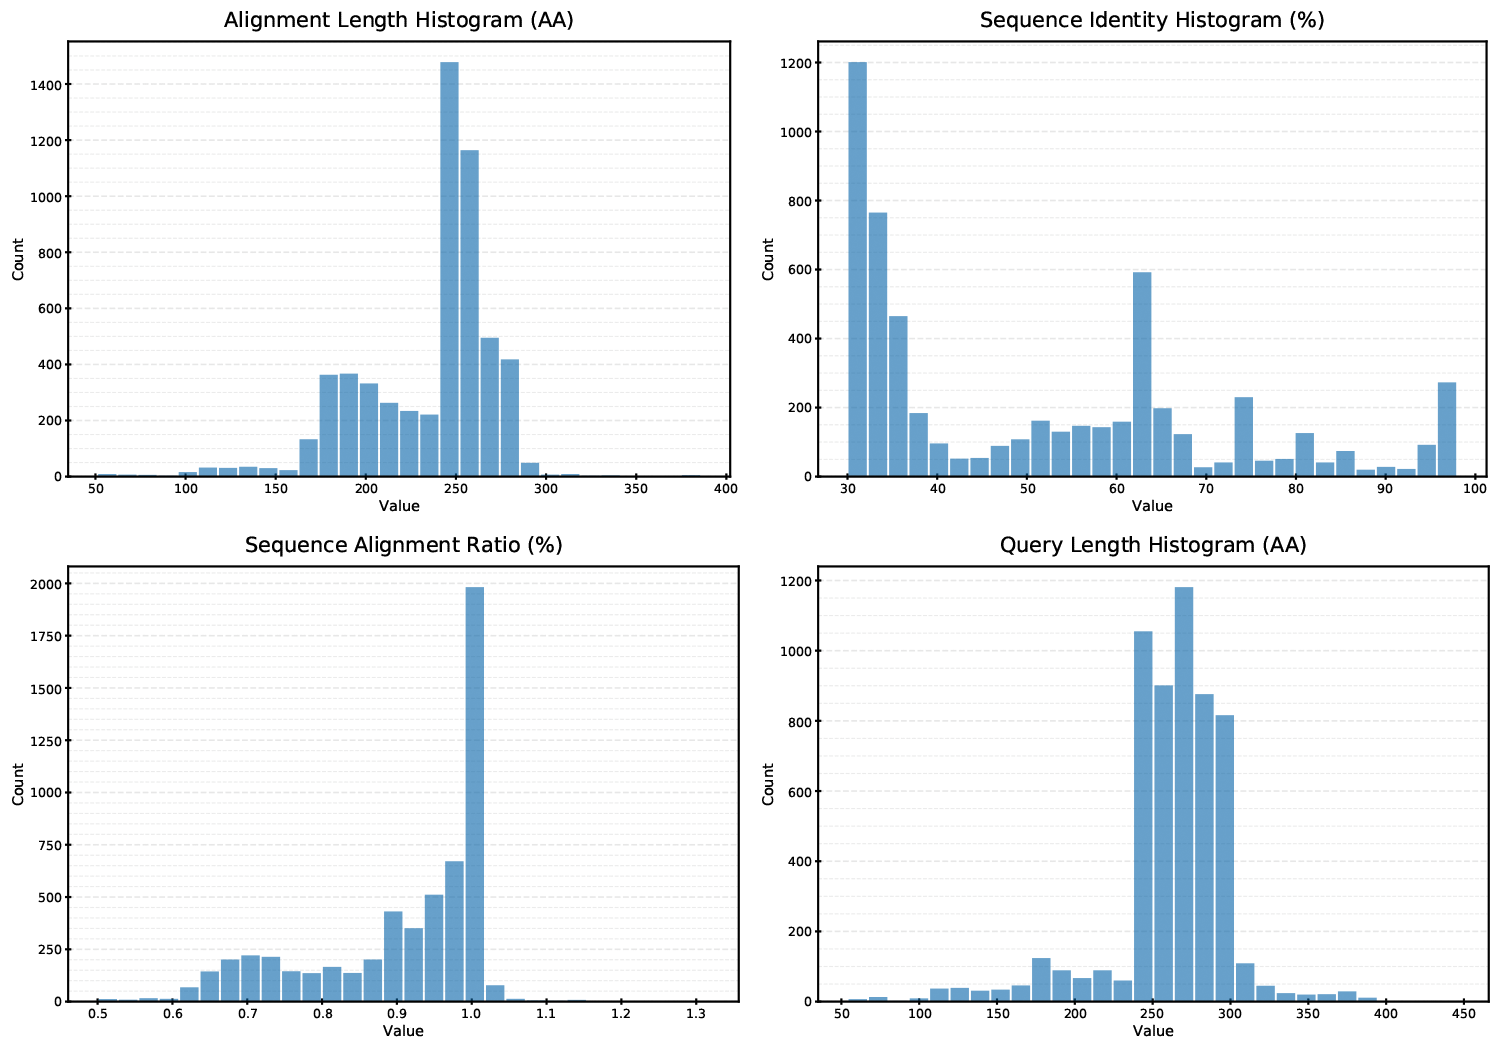 Alignment Length Histogram (AA)
1400
1200
1000
800
600
400
200
0
Count
50 100 150 200 250 300 350 400
Value
Sequence Identity Histogram (%)
1200
1000
800
600
400
200
0
Count
30 40 50 60 70 80 90 100
Value
Sequence Alignment Ratio (%)
2000
1750
1500
1250
1000
750
500
250
0
Count
0.5 0.6 0.7 0.8 0.9 1.0 1.1 1.2 1.3
Value
Query Length Histogram (AA)
1200
1000
800
600
400
200
0
Count
50 100 150 200 250 300 350 400 450
Value